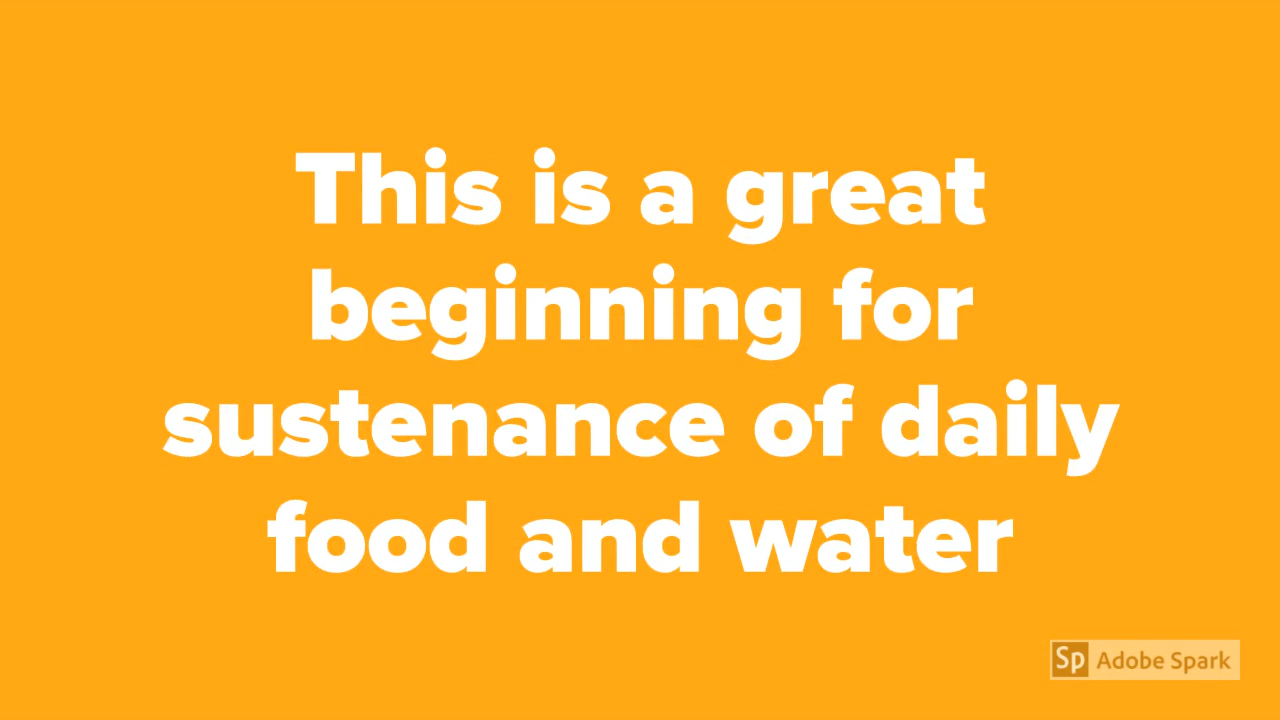 This is a great
beginning for
sustenance of daily
food and water
Sp Adobe Spark